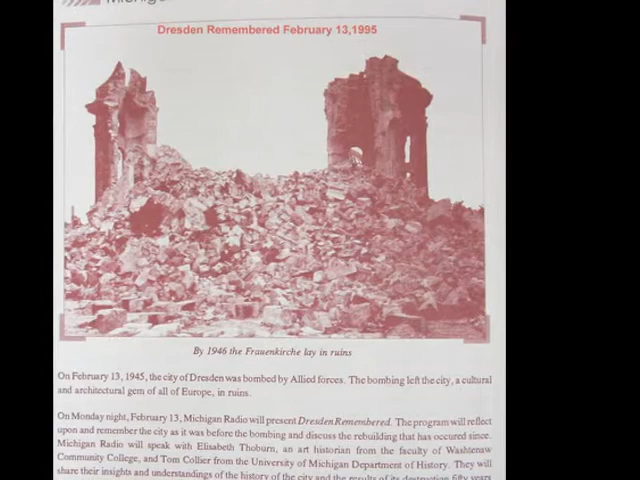 Dresden Remembered February 13,1995
By 1946 the Frauenkirche lay in ruins
On February 13, 1945, the city of Dresden was bombed by Allied forces. The bombing left the city, a cultural
and architectural gem of all of Europe, in ruins.
On Monday night, February 13, Michigan Radio will present Dresden Remembered. The program will reflect
upon and remember the city as it was before the bombing and discuss the rebuilding that has occured since.
Michigan Radio will speak with Elisabeth Thoburn, an art historian from the faculty of Washtenaw
Community College, and Tom Collier from the University of Michigan Department of History. They will
share their insights and understandings of the history of the city and the results of its destruction fifty years